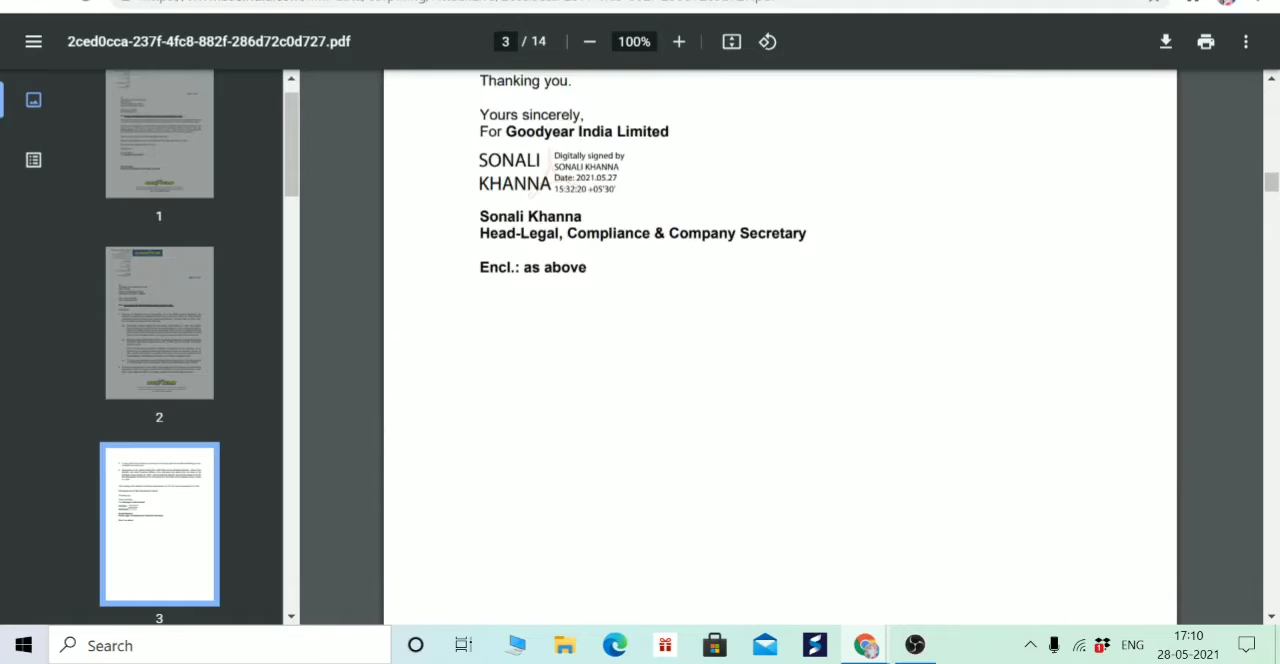 2ced0cca-237f-4fc8-882f-286d72c0d727.pdf
3 / 14
100%
1
2
3
Thanking you.
Yours sincerely,
For Goodyear India Limited
SONALI KHANNA
Digitally signed by
SONALI KHANNA
Date: 2021.05.27
15:32:20 +05'30'
Sonali Khanna
Head-Legal, Compliance & Company Secretary
Encl.: as above
Search
ENG
17:10
28-05-2021